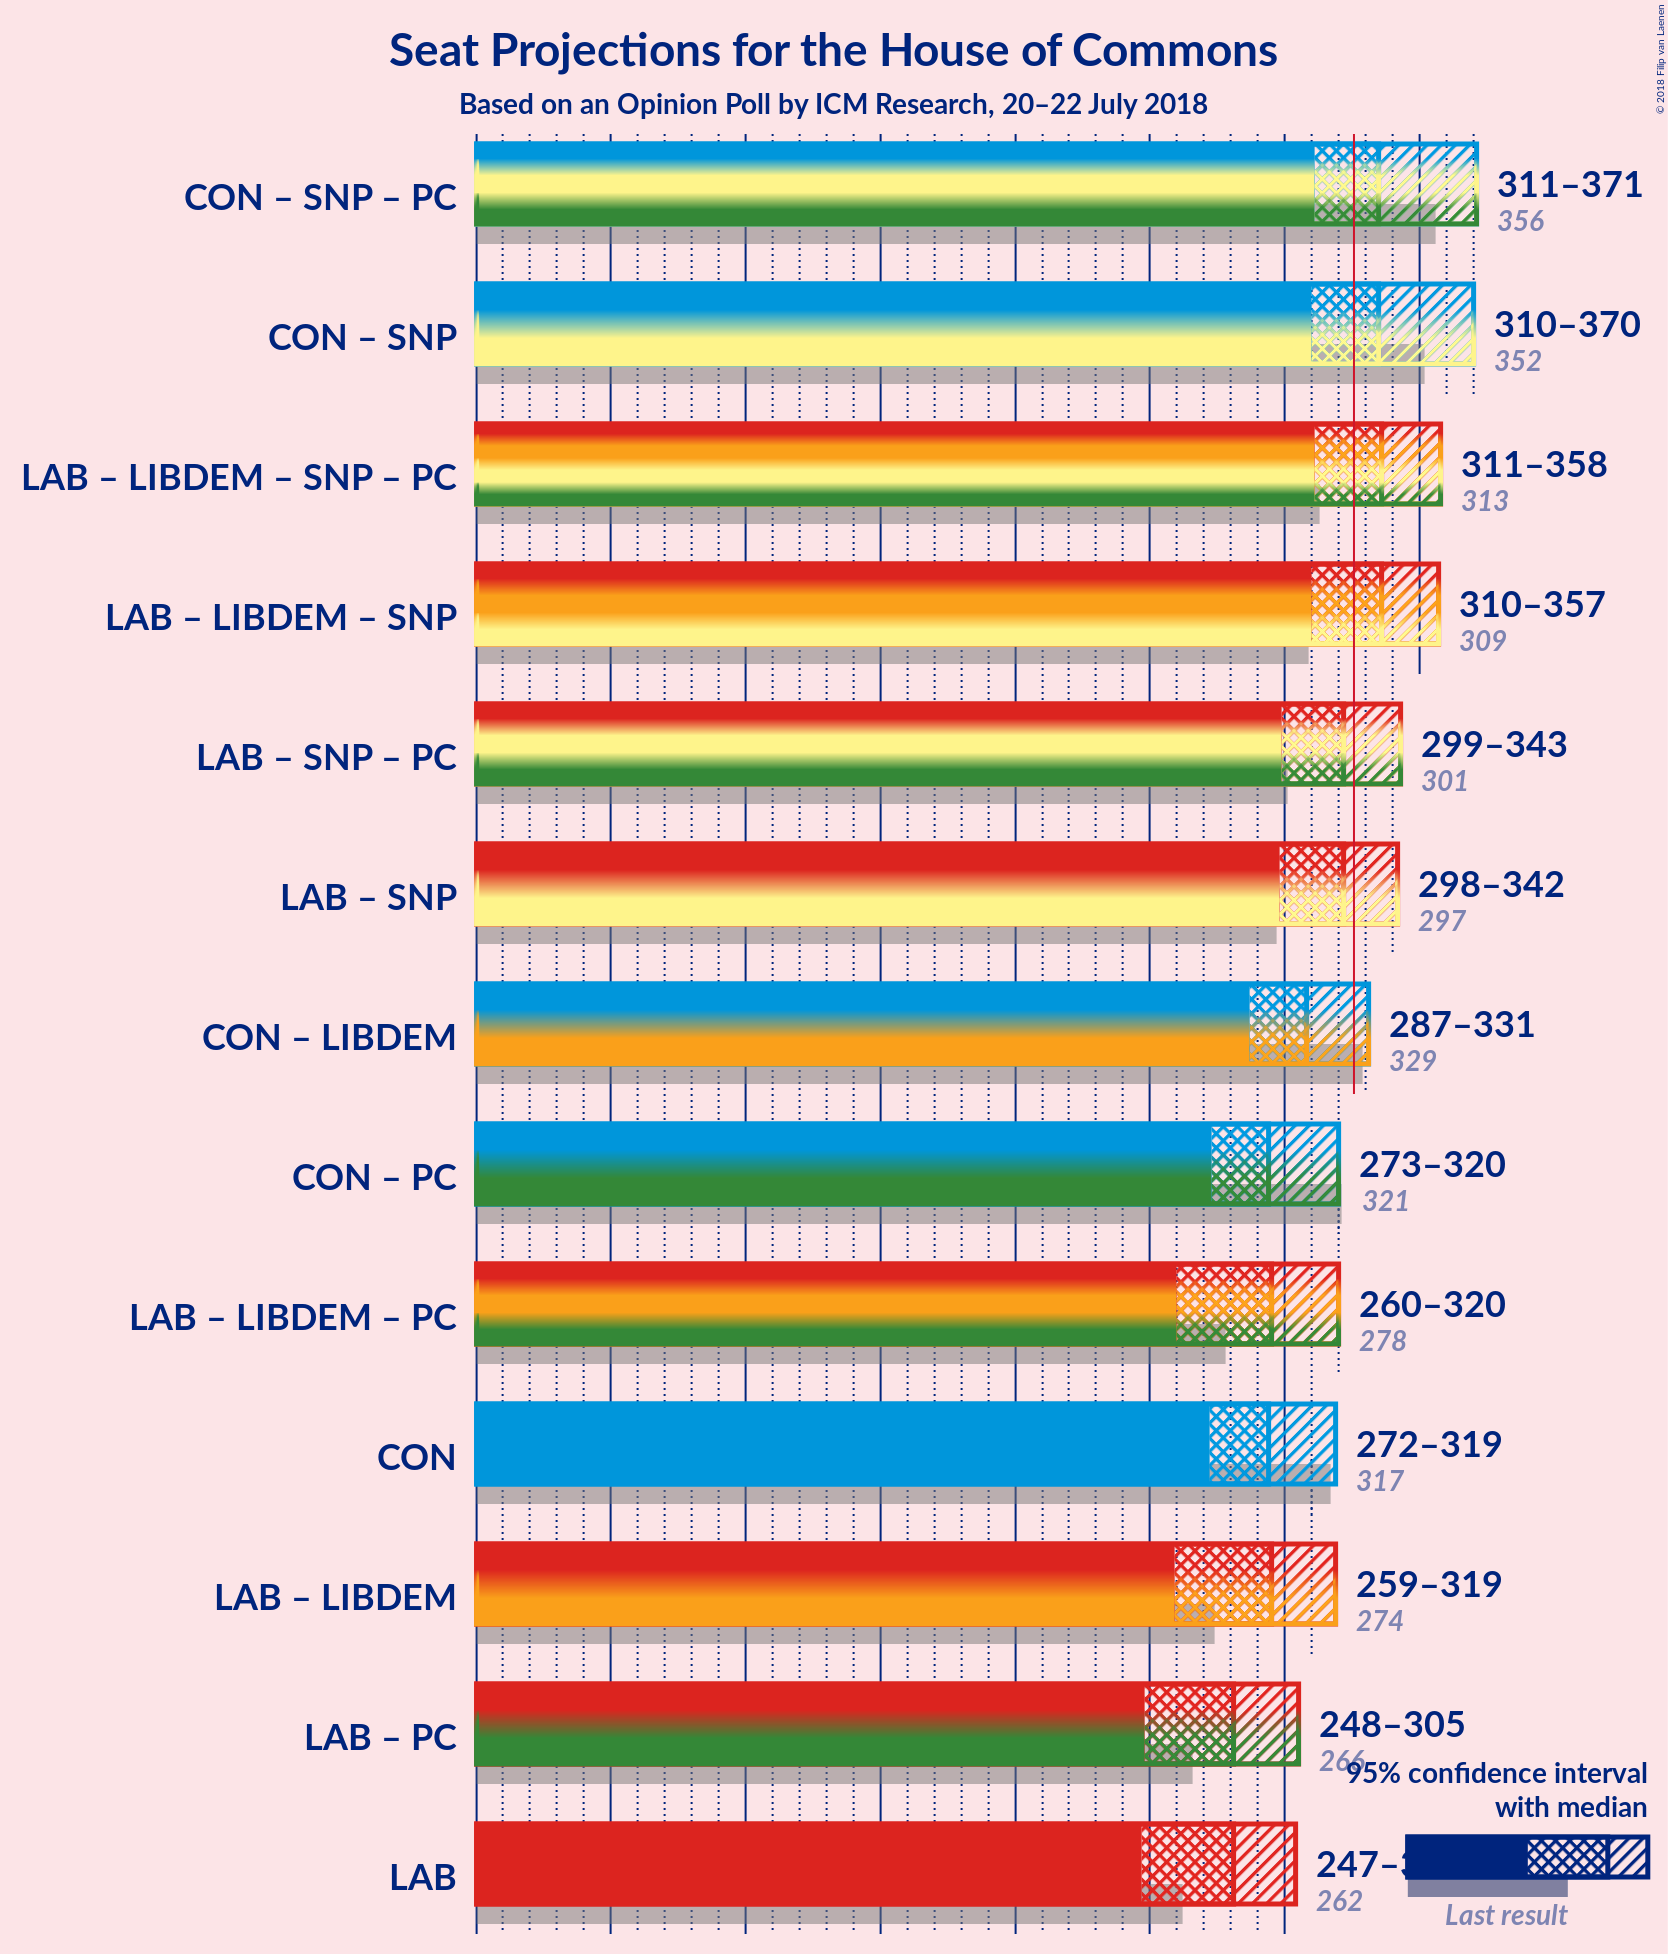 Seat Projections for the House of Commons
Based on an Opinion Poll by ICM Research, 20–22 July 2018
© 2018 Filip van Laenen
CON – SNP – PC
311–371
356
CON – SNP
310–370
352
LAB – LIBDEM – SNP – PC
311–358
313
LAB – LIBDEM – SNP
310–357
309
LAB – SNP – PC
299–343
301
LAB – SNP
298–342
297
CON – LIBDEM
287–331
329
CON – PC
273–320
321
LAB – LIBDEM – PC
260–320
278
CON
272–319
317
LAB – LIBDEM
259–319
274
LAB – PC
248–305
266
95% confidence interval
with median
LAB
247–
262
Last result